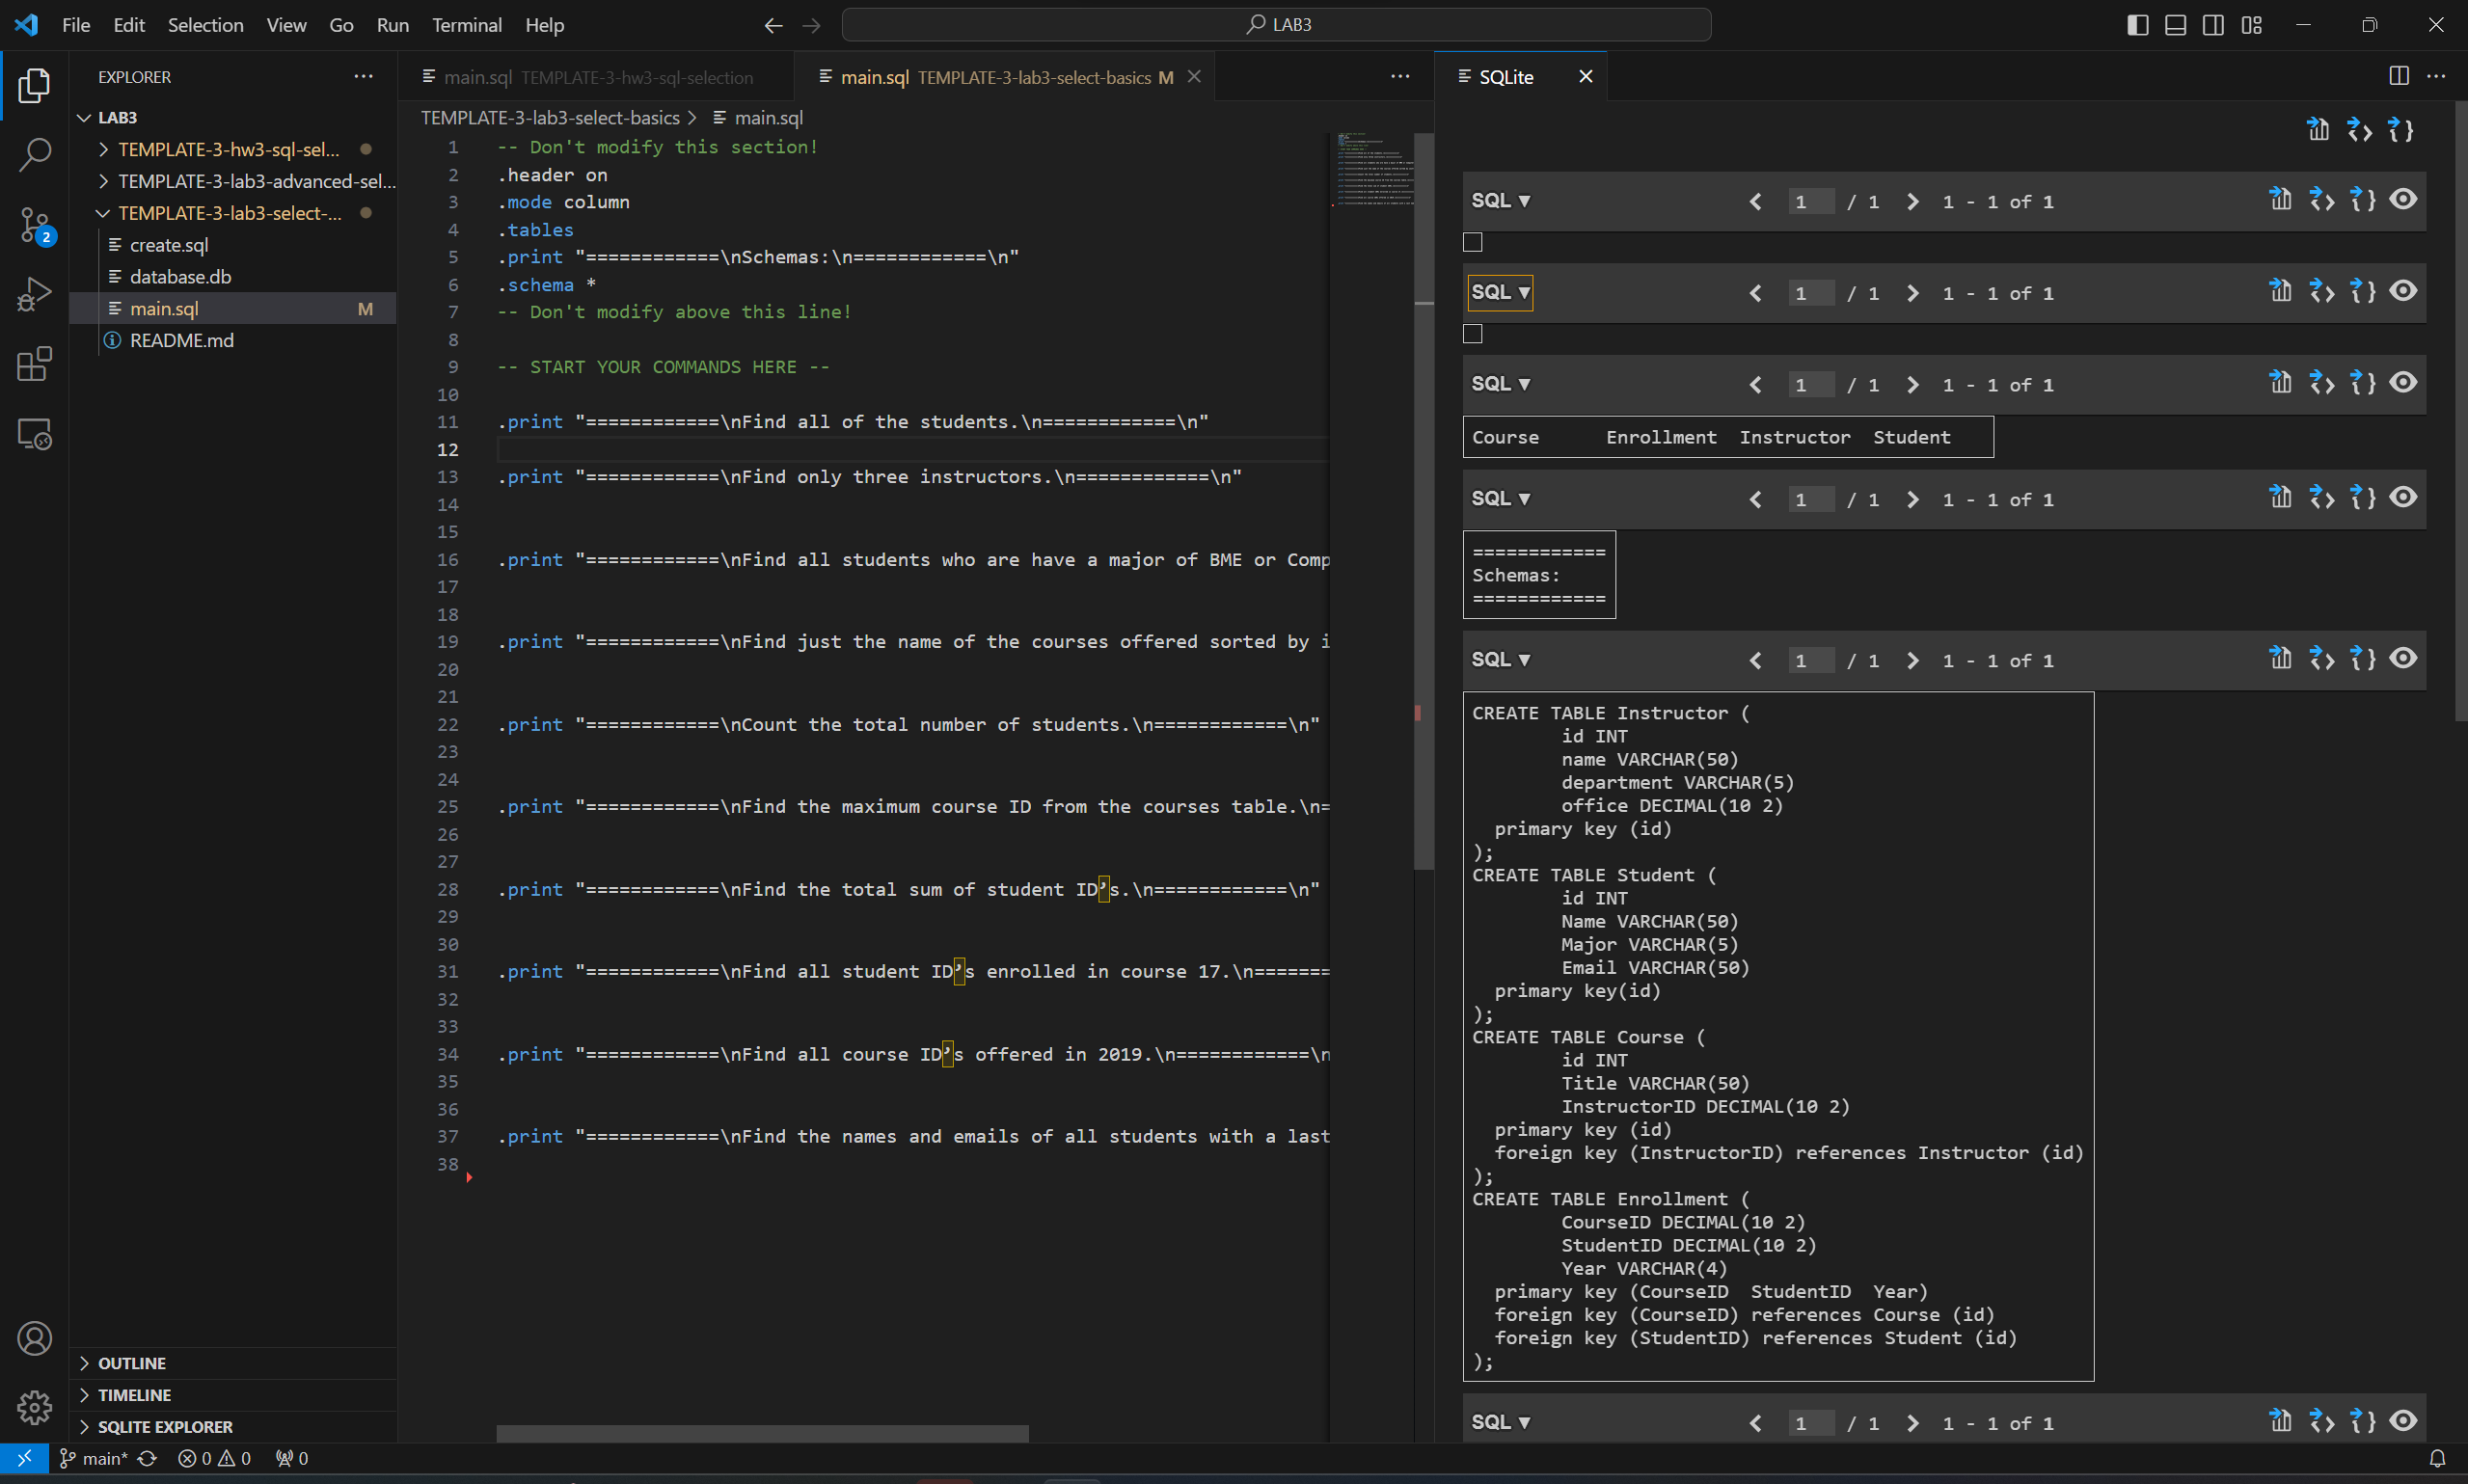 File Edit Selection View Go Run Terminal Help
LAB3
EXPLORER
LAB3
TEMPLATE-3-hw3-sql-sel...
TEMPLATE-3-lab3-advanced-sel...
TEMPLATE-3-lab3-select-...
create.sql
database.db
main.sql M
README.md
OUTLINE
TIMELINE
SQLITE EXPLORER
main.sql TEMPLATE-3-hw3-sql-selection
main.sql TEMPLATE-3-lab3-select-basics M
TEMPLATE-3-lab3-select-basics > main.sql
1 -- Don't modify this section!
2 .header on
3 .mode column
4 .tables
5 .print "============\nSchemas:\n============\n"
6 .schema *
7 -- Don't modify above this line!
8
9 -- START YOUR COMMANDS HERE --
10
11 .print "============\nFind all of the students.\n============\n"
12
13 .print "============\nFind only three instructors.\n============\n"
14
15
16 .print "============\nFind all students who are have a major of BME or Comp
17
18
19 .print "============\nFind just the name of the courses offered sorted by i
20
21
22 .print "============\nCount the total number of students.\n============\n"
23
24
25 .print "============\nFind the maximum course ID from the courses table.\n=
26
27
28 .print "============\nFind the total sum of student ID’s.\n============\n"
29
30
31 .print "============\nFind all student ID’s enrolled in course 17.\n=======
32
33
34 .print "============\nFind all course ID’s offered in 2019.\n============\n
35
36
37 .print "============\nFind the names and emails of all students with a last
38
SQLite
SQL ▼ 1 / 1 1 - 1 of 1
SQL ▼ 1 / 1 1 - 1 of 1
SQL ▼ 1 / 1 1 - 1 of 1
Course Enrollment Instructor Student
SQL ▼ 1 / 1 1 - 1 of 1
============
Schemas:
============
SQL ▼ 1 / 1 1 - 1 of 1
CREATE TABLE Instructor (
id INT
name VARCHAR(50)
department VARCHAR(5)
office DECIMAL(10 2)
primary key (id)
);
CREATE TABLE Student (
id INT
Name VARCHAR(50)
Major VARCHAR(5)
Email VARCHAR(50)
primary key(id)
);
CREATE TABLE Course (
id INT
Title VARCHAR(50)
InstructorID DECIMAL(10 2)
primary key (id)
foreign key (InstructorID) references Instructor (id)
);
CREATE TABLE Enrollment (
CourseID DECIMAL(10 2)
StudentID DECIMAL(10 2)
Year VARCHAR(4)
primary key (CourseID StudentID Year)
foreign key (CourseID) references Course (id)
foreign key (StudentID) references Student (id)
);
SQL ▼ 1 / 1 1 - 1 of 1
2
main* 0 0 0